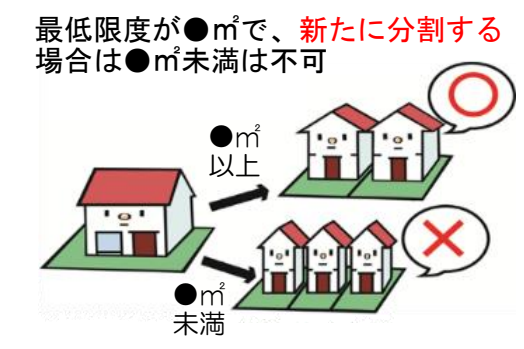 最低限度が●㎡で、新たに分割する
場合は●㎡未満は不可
●㎡
以上
●㎡
未満